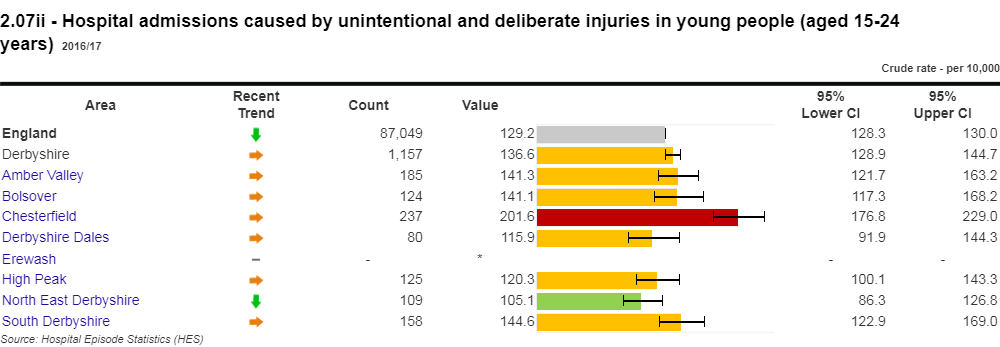 2.07ii - Hospital admissions caused by unintentional and deliberate injuries in young people (aged 15-24
years) 2016/17
Crude rate - per 10,000
Area Recent Trend Count Value 95% Lower CI 95% Upper CI
England 87,049 129.2 128.3 130.0
Derbyshire 1,157 136.6 128.9 144.7
Amber Valley 185 141.3 121.7 163.2
Bolsover 124 141.1 117.3 168.2
Chesterfield 237 201.6 176.8 229.0
Derbyshire Dales 80 115.9 91.9 144.3
Erewash – - * - -
High Peak 125 120.3 100.1 143.3
North East Derbyshire 109 105.1 86.3 126.8
South Derbyshire 158 144.6 122.9 169.0
Source: Hospital Episode Statistics (HES)